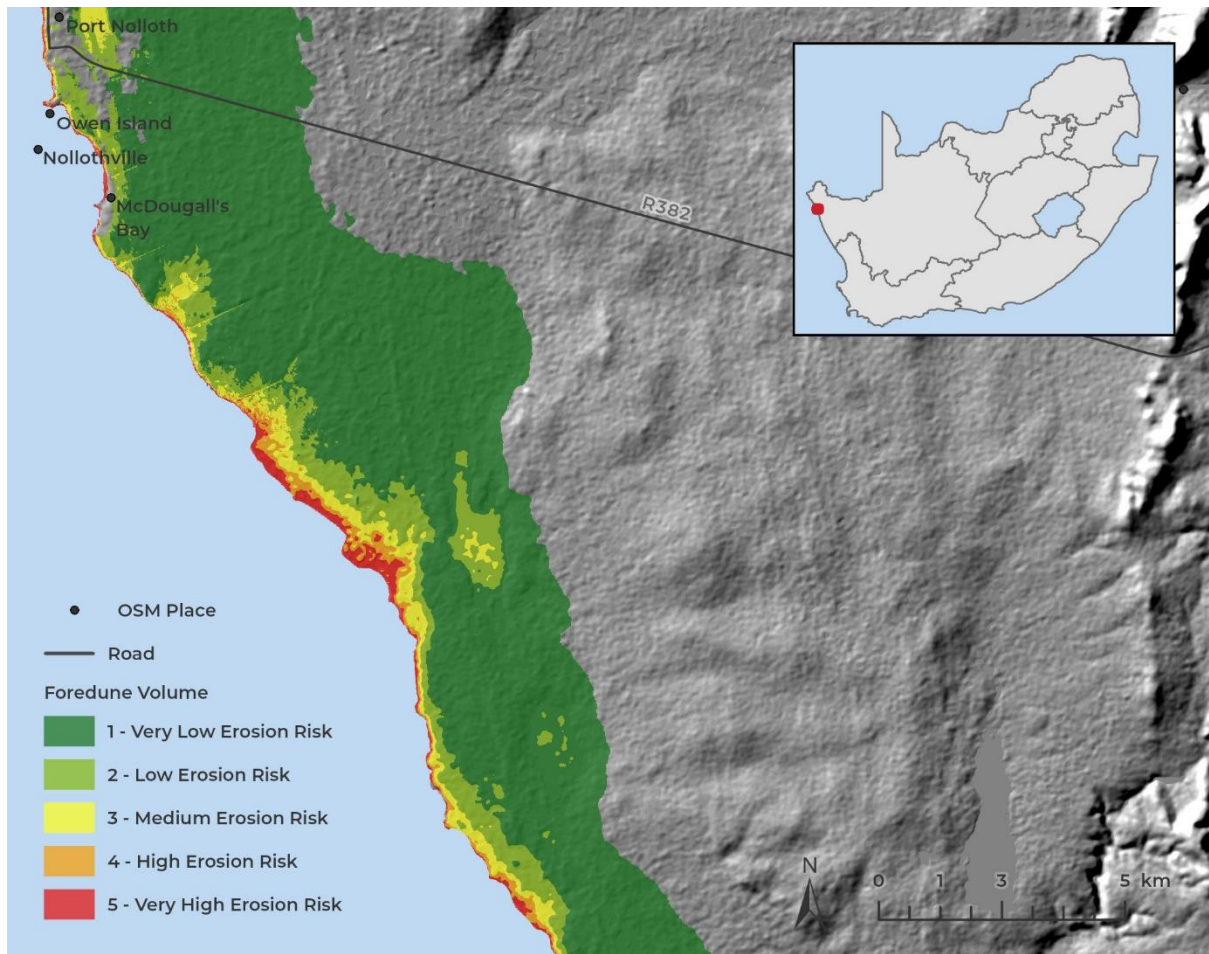 Port Nolloth
Owen Island
Nollothville
McDougall's
Bay
R382
OSM Place
Road
Foredune Volume
1 - Very Low Erosion Risk
2 - Low Erosion Risk
3 - Medium Erosion Risk
4 - High Erosion Risk
5 - Very High Erosion Risk
N
0 1 3 5 km